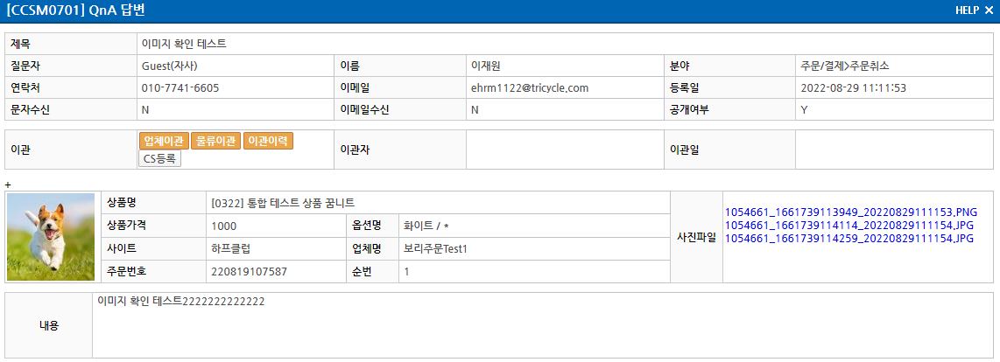 [CCSM0701] QnA 답변 HELP ✕
제목 이미지 확인 테스트
질문자 Guest(자사) 이름 이재원 분야 주문/결제>주문취소
연락처 010-7741-6605 이메일 ehrm1122@tricycle.com 등록일 2022-08-29 11:11:53
문자수신 N 이메일수신 N 공개여부 Y
이관 업체이관 물류이관 이관이력 이관자 이관일
CS등록
+
상품명 [0322] 통합 테스트 상품 꿈니트
상품가격 1000 옵션명 화이트 / *
사이트 하프클럽 업체명 보리주문Test1
주문번호 220819107587 순번 1
사진파일
1054661_1661739113949_20220829111153.PNG
1054661_1661739114114_20220829111154.JPG
1054661_1661739114259_20220829111154.JPG
내용 이미지 확인 테스트2222222222222